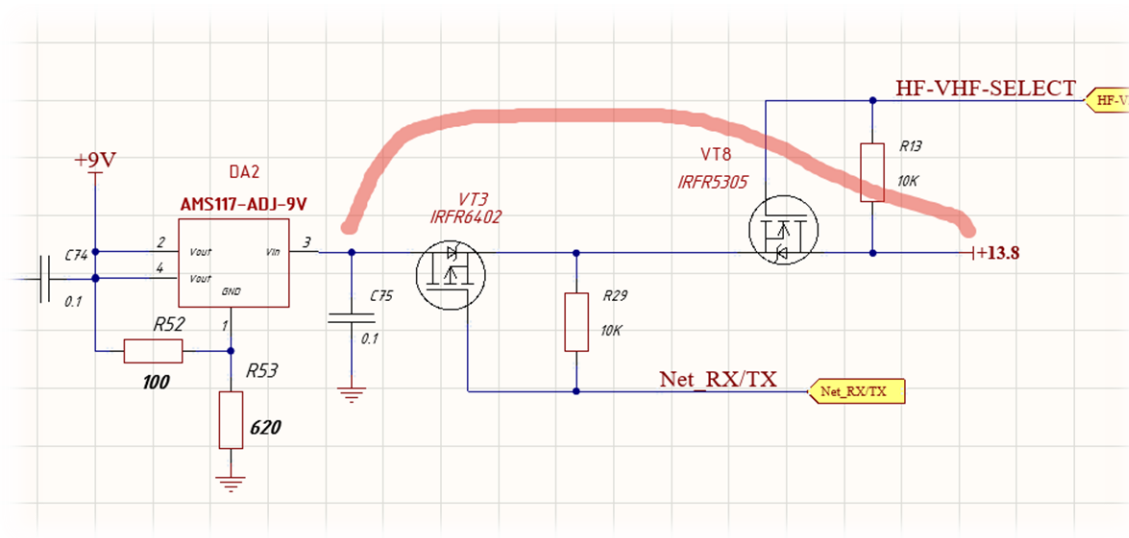 HF-VHF-SELECT
HF-V
+9V
DA2
AMS117-ADJ-9V
VT3
IRFR6402
VT8
IRFR5305
R13
10K
2
Vout
Vin
3
4
Vout
GND
1
C74
0.1
C75
0.1
R29
10K
+13.8
R52
100
R53
620
Net_RX/TX
Net_RX/TX